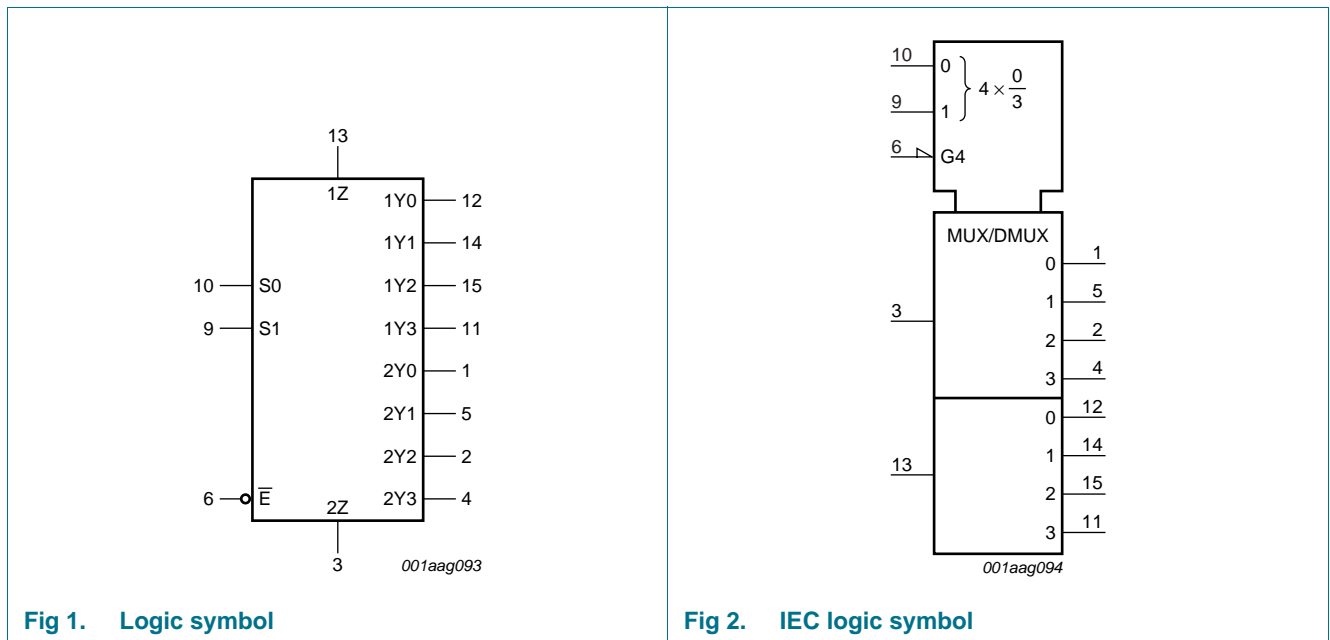 13
1Z
1Y0 12
1Y1 14
10 S0 1Y2 15
9 S1 1Y3 11
2Y0 1
2Y1 5
2Y2 2
6 E̅ 2Y3 4
2Z
3
001aag093
Fig 1. Logic symbol
10 0
4 × 0/3
9 1
6 G4
MUX/DMUX
0 1
1 5
3
2 2
3 4
0 12
1 14
13
2 15
3 11
001aag094
Fig 2. IEC logic symbol